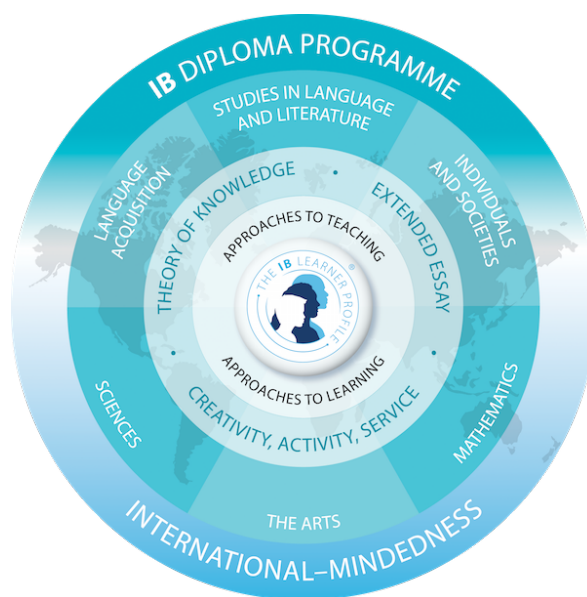 IB DIPLOMA PROGRAMME
STUDIES IN LANGUAGE
AND LITERATURE
LANGUAGE
ACQUISITION
INDIVIDUALS
AND SOCIETIES
THEORY OF KNOWLEDGE
•
EXTENDED ESSAY
•
APPROACHES TO TEACHING
THE IB LEARNER PROFILE
®
APPROACHES TO LEARNING
•
CREATIVITY, ACTIVITY, SERVICE
SCIENCES
MATHEMATICS
THE ARTS
INTERNATIONAL–MINDEDNESS